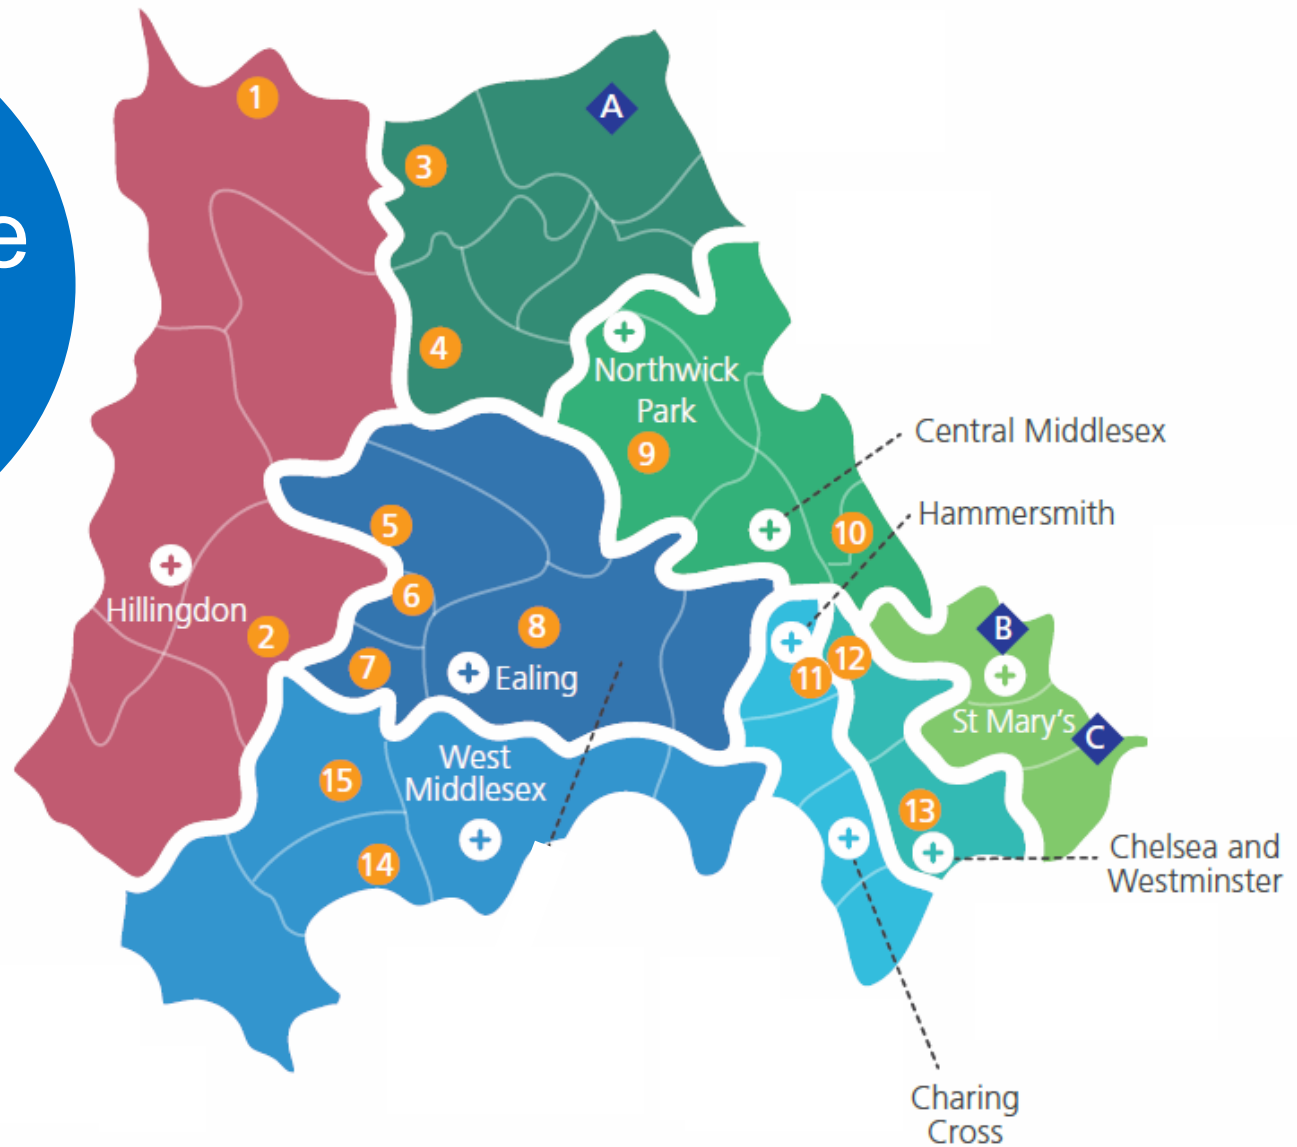 e
1
A
3
4
Northwick
Park
9
Central Middlesex
Hammersmith
5
10
6
Hillingdon
2
8
B
7
Ealing
11
12
St Mary's
C
West
Middlesex
15
13
14
Chelsea and
Westminster
Charing
Cross